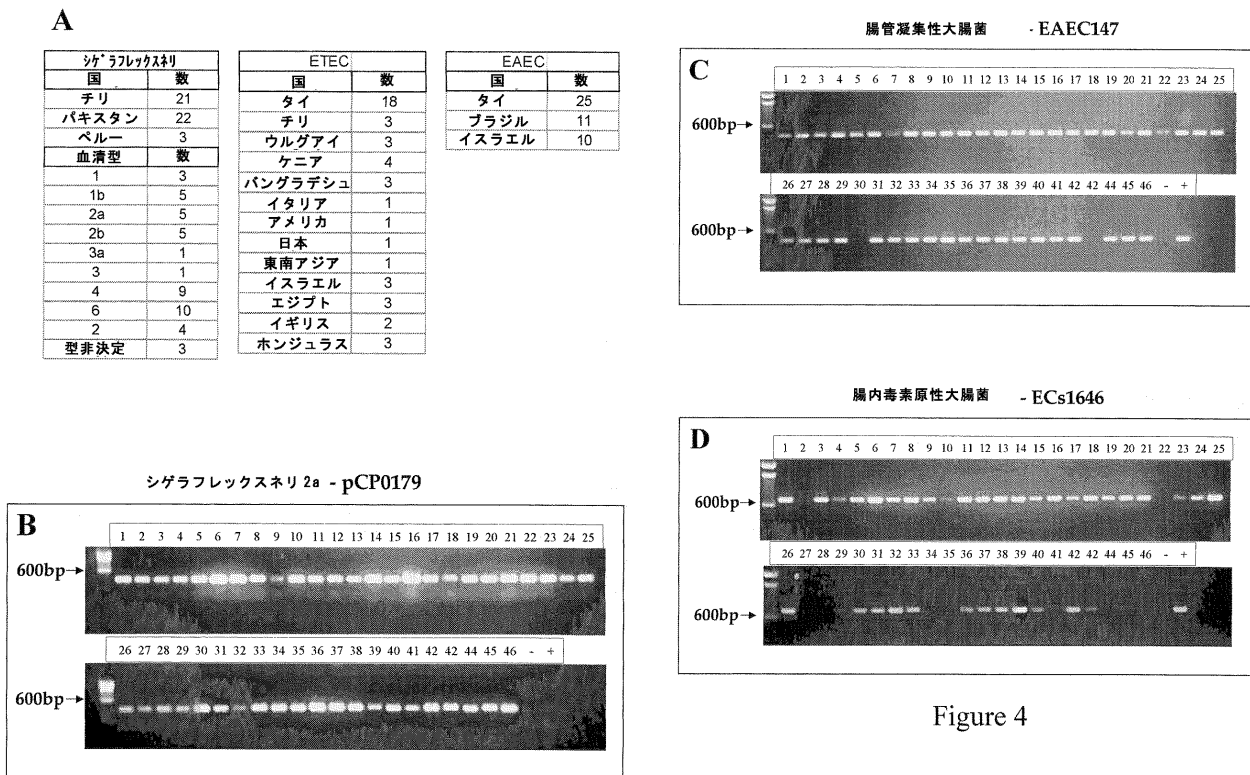 A
シゲラフレックスネリ
国 数
チリ 21
パキスタン 22
ペルー 3
血清型 数
1 3
1b 5
2a 5
2b 5
3a 1
3 1
4 9
6 10
2 4
型非決定 3
ETEC
国 数
タイ 18
チリ 3
ウルグアイ 3
ケニア 4
バングラデシュ 3
イタリア 1
アメリカ 1
日本 1
東南アジア 1
イスラエル 3
エジプト 3
イギリス 2
ホンジュラス 3
EAEC
国 数
タイ 25
ブラジル 11
イスラエル 10
シゲラフレックスネリ 2a - pCP0179
B
1 2 3 4 5 6 7 8 9 10 11 12 13 14 15 16 17 18 19 20 21 22 23 24 25
600bp→
26 27 28 29 30 31 32 33 34 35 36 37 38 39 40 41 42 42 44 45 46 - +
600bp→
腸管凝集性大腸菌 - EAEC147
C
1 2 3 4 5 6 7 8 9 10 11 12 13 14 15 16 17 18 19 20 21 22 23 24 25
600bp→
26 27 28 29 30 31 32 33 34 35 36 37 38 39 40 41 42 42 44 45 46 - +
600bp→
腸内毒素原性大腸菌 - ECs1646
D
1 2 3 4 5 6 7 8 9 10 11 12 13 14 15 16 17 18 19 20 21 22 23 24 25
600bp→
26 27 28 29 30 31 32 33 34 35 36 37 38 39 40 41 42 42 44 45 46 - +
600bp→
Figure 4